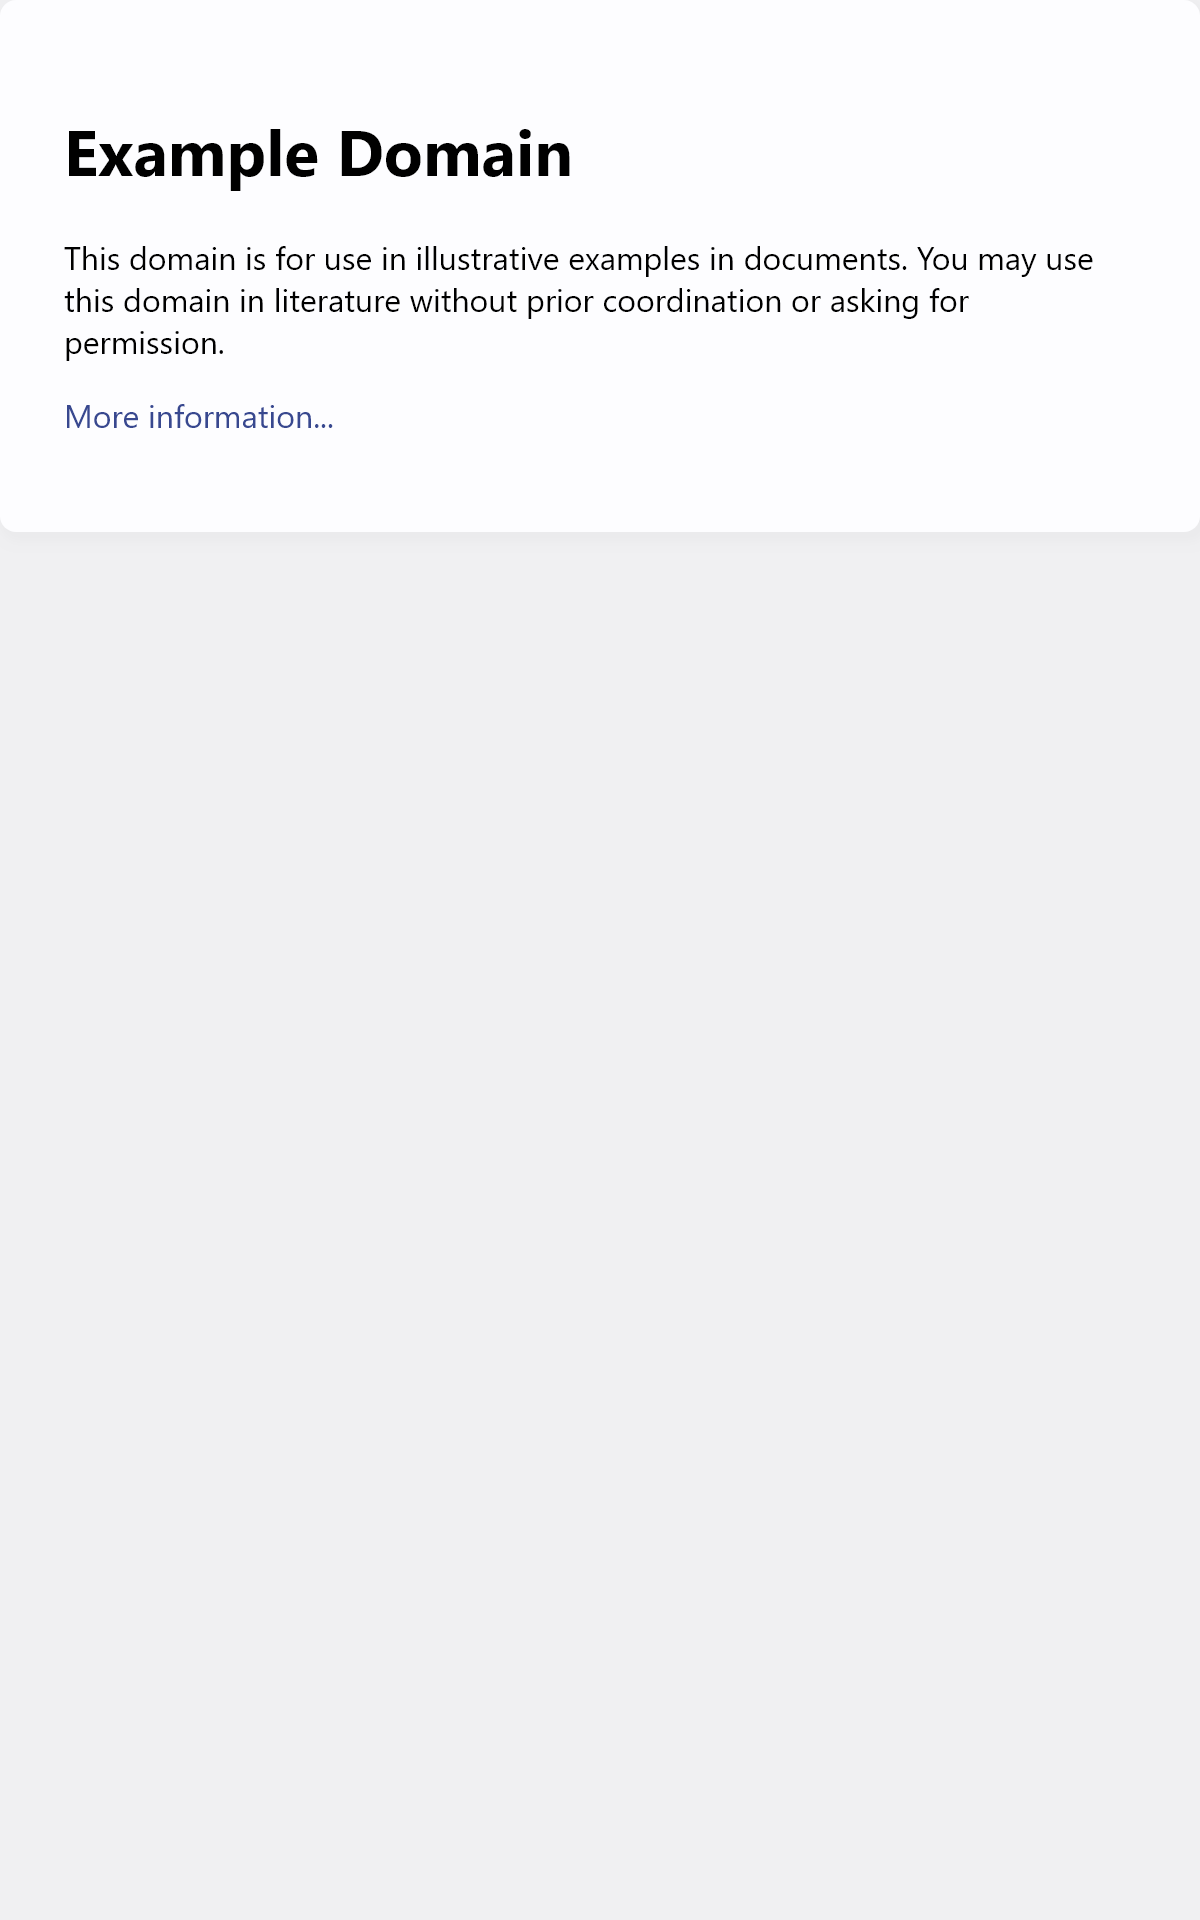 Example Domain
This domain is for use in illustrative examples in documents. You may use
this domain in literature without prior coordination or asking for
permission.
More information...